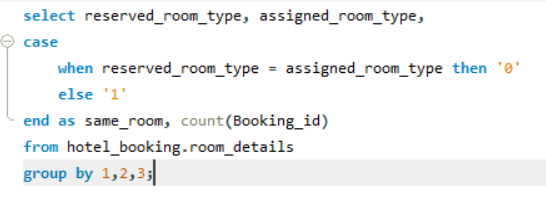 select reserved_room_type, assigned_room_type,
case
when reserved_room_type = assigned_room_type then '0'
else '1'
end as same_room, count(Booking_id)
from hotel_booking.room_details
group by 1,2,3;